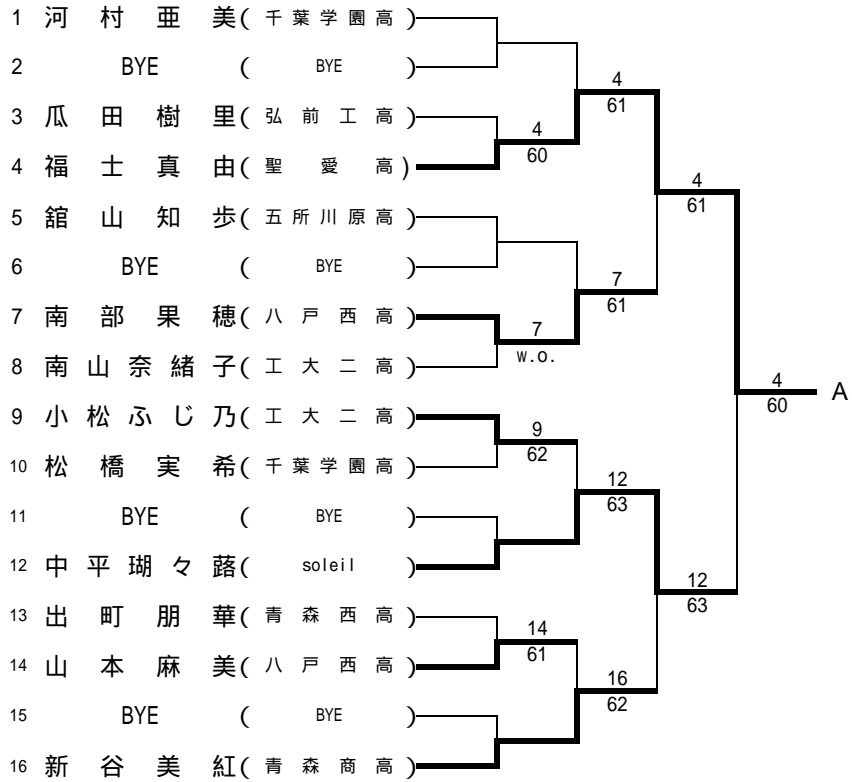 1 河村亜美(千葉学園高)
2 BYE (BYE)
4
61
3 瓜田樹里(弘前工高)
4
60
4 福士真由(聖愛高)
4
61
5 舘山知歩(五所川原高)
6 BYE (BYE)
7
61
7 南部果穂(八戸西高)
7
w.o.
8 南山奈緒子(工大二高)
4
60
A
9 小松ふじ乃(工大二高)
9
62
10 松橋実希(千葉学園高)
12
63
11 BYE (BYE)
12 中平瑚々蕗(soleil)
12
63
13 出町朋華(青森西高)
14
61
14 山本麻美(八戸西高)
16
62
15 BYE (BYE)
16 新谷美紅(青森商高)